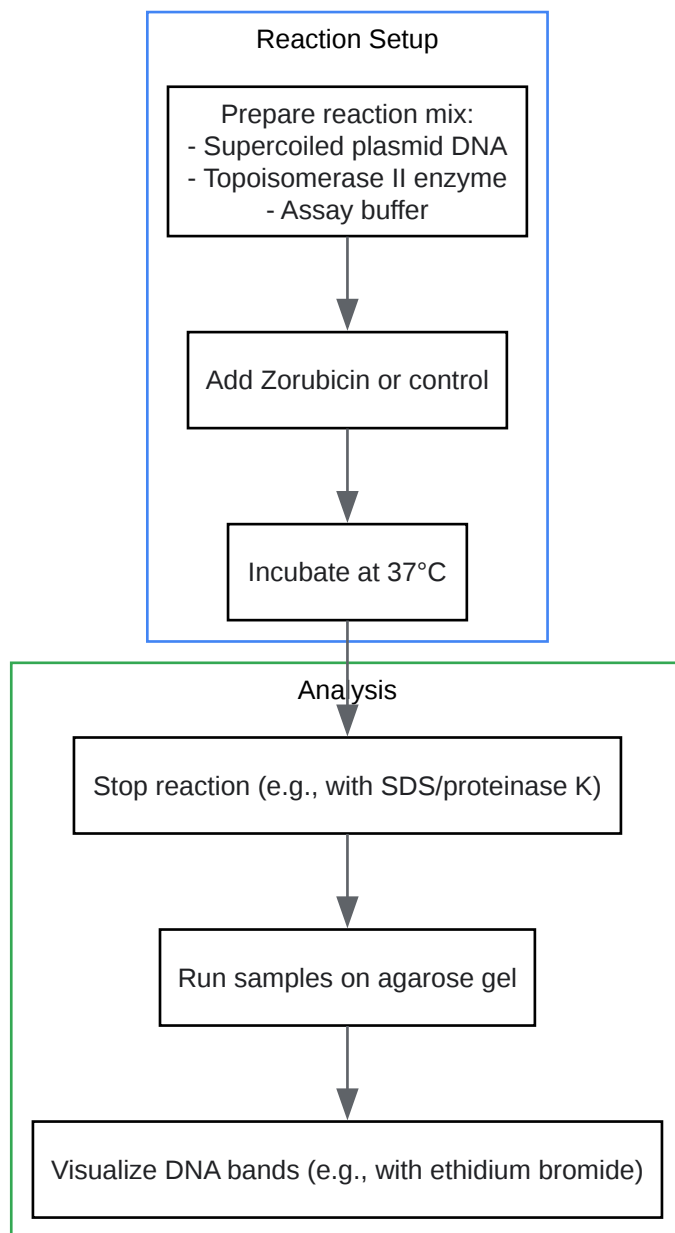 Reaction Setup
Prepare reaction mix:
- Supercoiled plasmid DNA
- Topoisomerase II enzyme
- Assay buffer
Add Zorubicin or control
Incubate at 37°C
Analysis
Stop reaction (e.g., with SDS/proteinase K)
Run samples on agarose gel
Visualize DNA bands (e.g., with ethidium bromide)